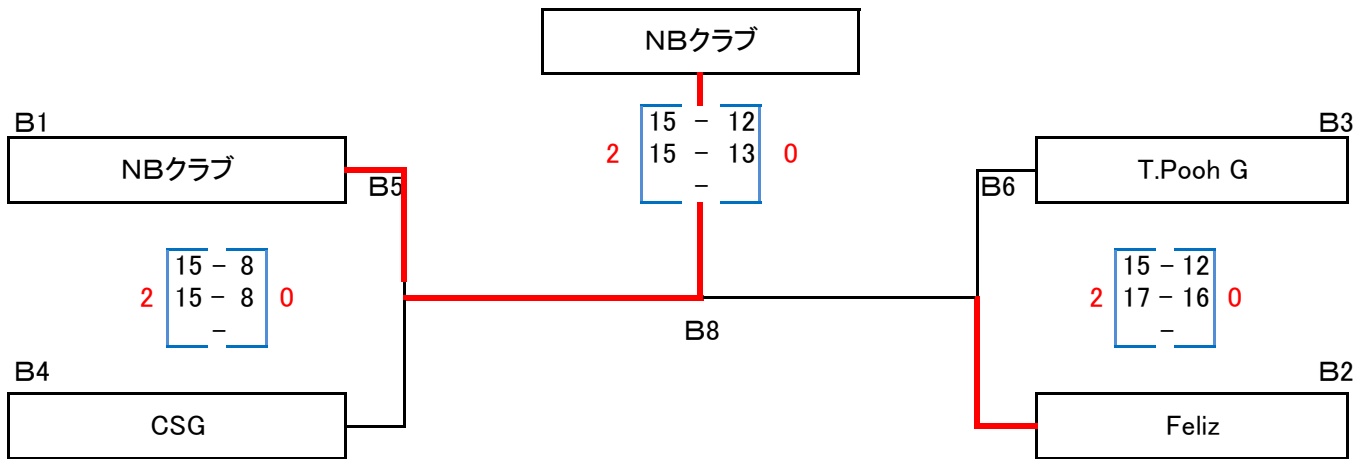 NBクラブ
B1
NBクラブ
B5
15 - 12
2 15 - 13 0
-
B3
T.Pooh G
B6
15 - 8
2 15 - 8 0
-
15 - 12
2 17 - 16 0
-
B8
B4
CSG
B2
Feliz